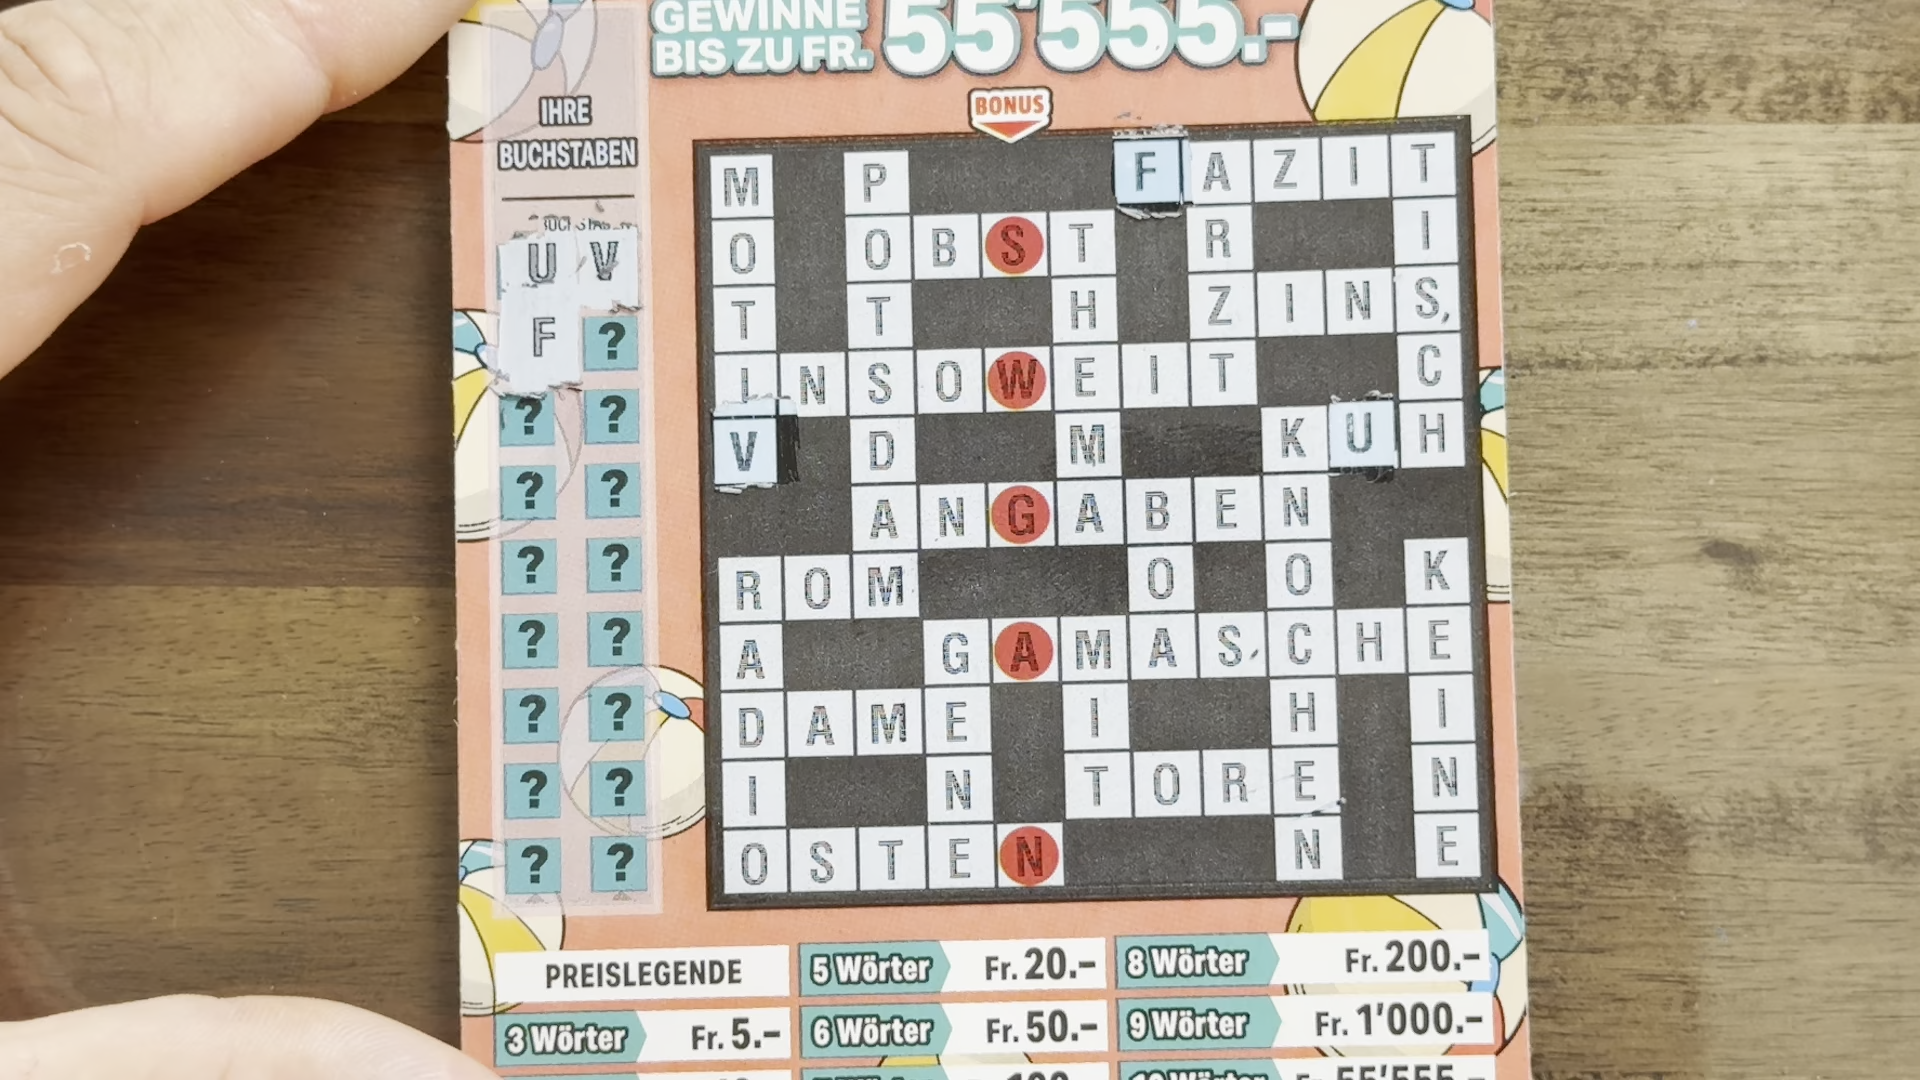 GEWINNE
BIS ZU FR. 55'555.-
BONUS
IHRE
BUCHSTABEN
U V
F ?
? ?
? ?
? ?
? ?
? ?
? ?
? ?
M P F A Z I T
O O B S T R I
T T H Z I N S
I N S O W E I T C
V D M K U H
A N G A B E N
R O M O O K
A G A M A S C H E
D A M E I H I
I N T O R E N
O S T E N N E
PREISLEGENDE
3 Wörter Fr. 5.-
5 Wörter Fr. 20.-
6 Wörter Fr. 50.-
8 Wörter Fr. 200.-
9 Wörter Fr. 1'000.-